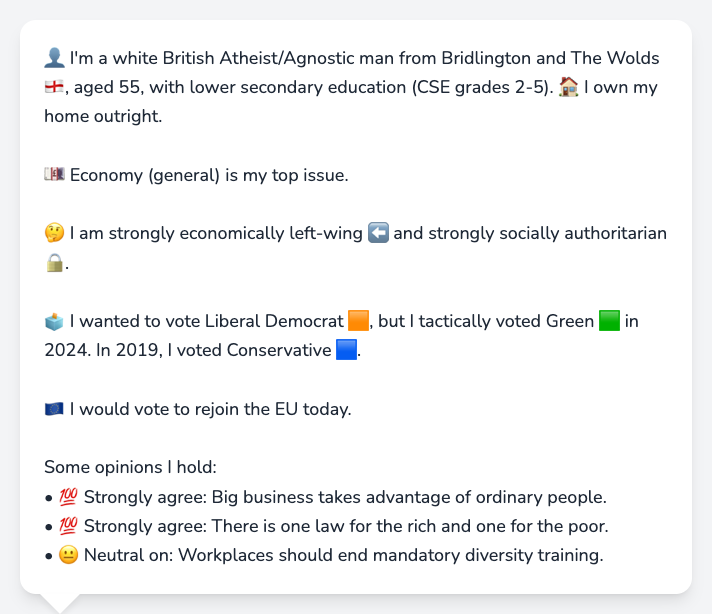 👤 I'm a white British Atheist/Agnostic man from Bridlington and The Wolds
🏴󠁧󠁢󠁥󠁮󠁧󠁿, aged 55, with lower secondary education (CSE grades 2-5). 🏠 I own my
home outright.
💷 Economy (general) is my top issue.
🤔 I am strongly economically left-wing ⬅️ and strongly socially authoritarian
🔒.
🗳️ I wanted to vote Liberal Democrat 🟧, but I tactically voted Green 🟩 in
2024. In 2019, I voted Conservative 🟦.
🇪🇺 I would vote to rejoin the EU today.
Some opinions I hold:
• 💯 Strongly agree: Big business takes advantage of ordinary people.
• 💯 Strongly agree: There is one law for the rich and one for the poor.
• 😐 Neutral on: Workplaces should end mandatory diversity training.